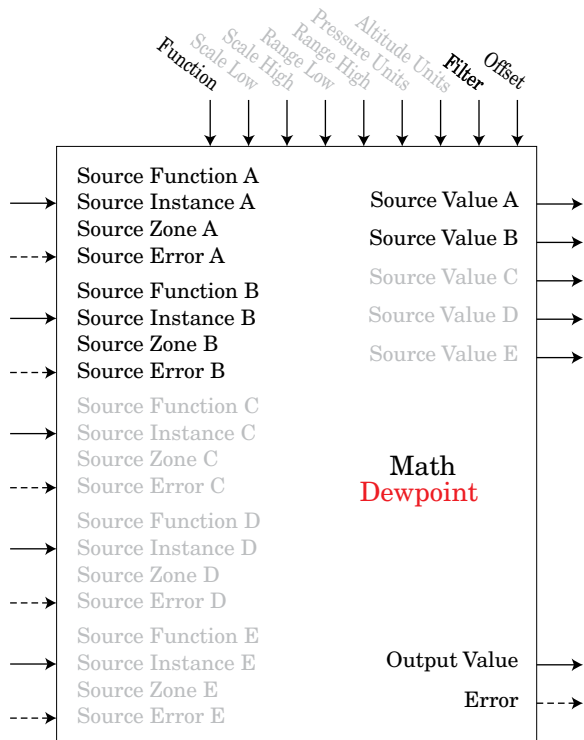 Function
Scale Low
Scale High
Range Low
Range High
Pressure Units
Altitude Units
Filter
Offset
Source Function A
Source Instance A
Source Zone A
Source Error A
Source Function B
Source Instance B
Source Zone B
Source Error B
Source Function C
Source Instance C
Source Zone C
Source Error C
Source Function D
Source Instance D
Source Zone D
Source Error D
Source Function E
Source Instance E
Source Zone E
Source Error E
Source Value A
Source Value B
Source Value C
Source Value D
Source Value E
Math
Dewpoint
Output Value
Error